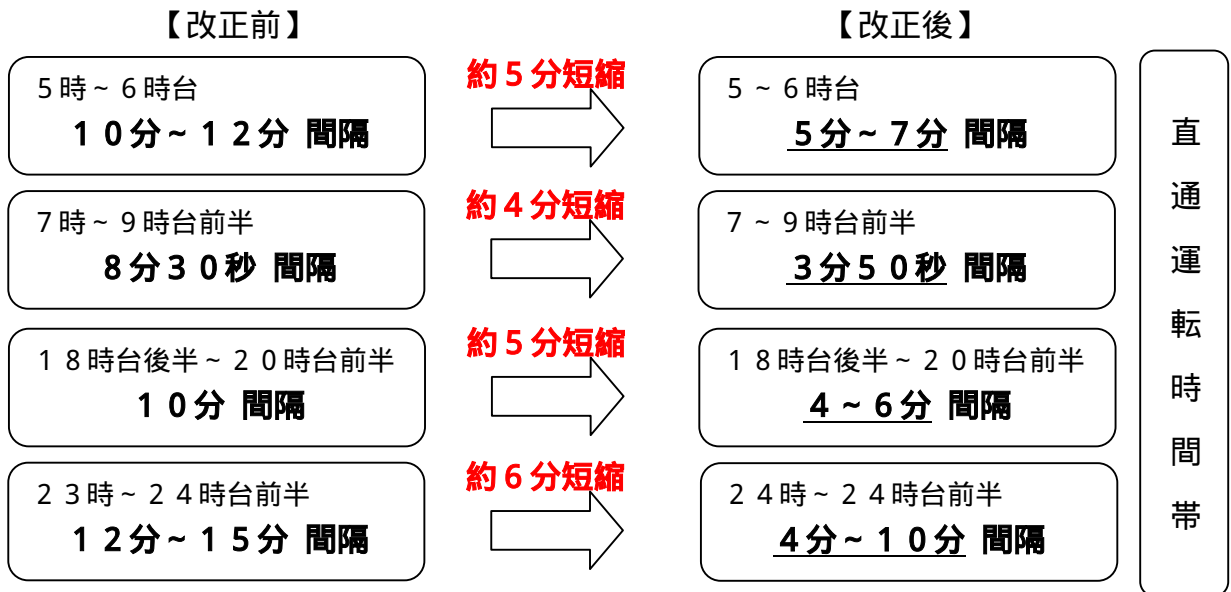 【改正前】
【改正後】
5時~6時台
10分~12分 間隔
約5分短縮
5~6時台
5分~7分 間隔
7時~9時台前半
8分30秒 間隔
約4分短縮
7~9時台前半
3分50秒 間隔
18時台後半~20時台前半
10分 間隔
約5分短縮
18時台後半~20時台前半
4~6分 間隔
23時~24時台前半
12分~15分 間隔
約6分短縮
24時~24時台前半
4分~10分 間隔
直通運転時間帯